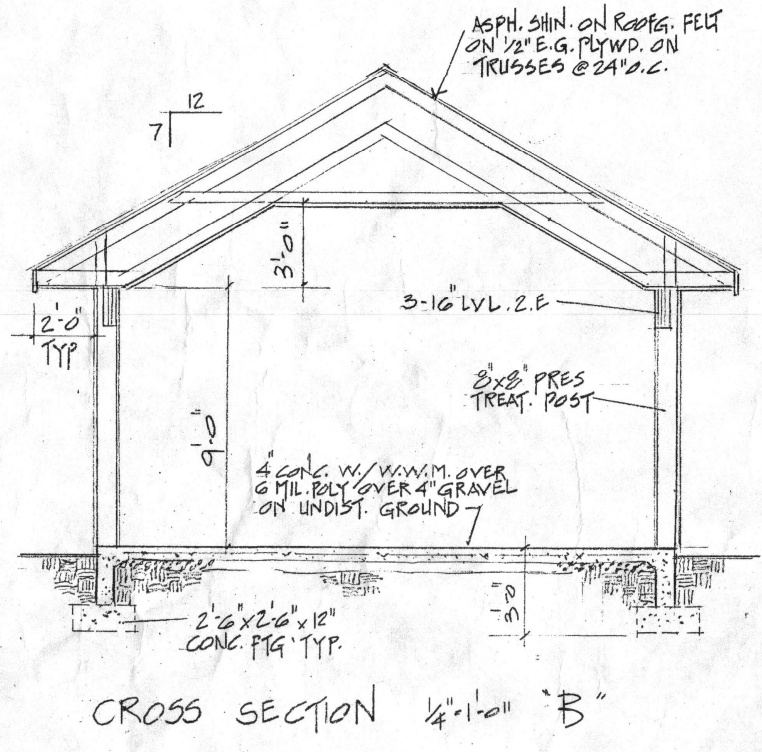 ASPH. SHIN. ON ROOFG. FELT
ON 1/2" E.G. PLYWD. ON
TRUSSES @ 24" O.C.
12
7
3'-0"
3-16" LVL. 2.E
2'-0"
TYP
8"x8" PRES
TREAT. POST
9'-0"
4" CONC. W./W.W.M. OVER
6 MIL. POLY OVER 4" GRAVEL
ON UNDIST. GROUND
3'-0"
2'-6" x 2'-6" x 12"
CONC. FTG TYP.
CROSS SECTION 1/4"=1'-0" "B"